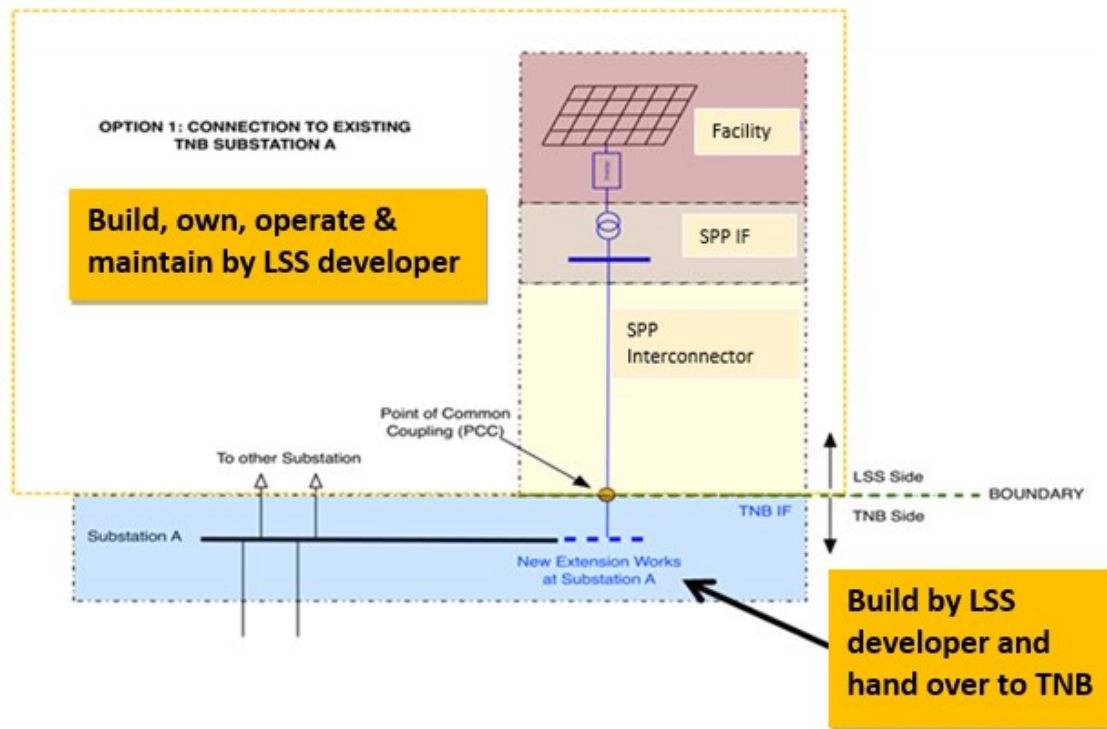 OPTION 1: CONNECTION TO EXISTING
TNB SUBSTATION A
Facility
Build, own, operate &
maintain by LSS developer
SPP IF
SPP
Interconnector
Point of Common
Coupling (PCC)
To other Substation
LSS Side
BOUNDARY
TNB IF
TNB Side
Substation A
New Extension Works
at Substation A
Build by LSS
developer and
hand over to TNB